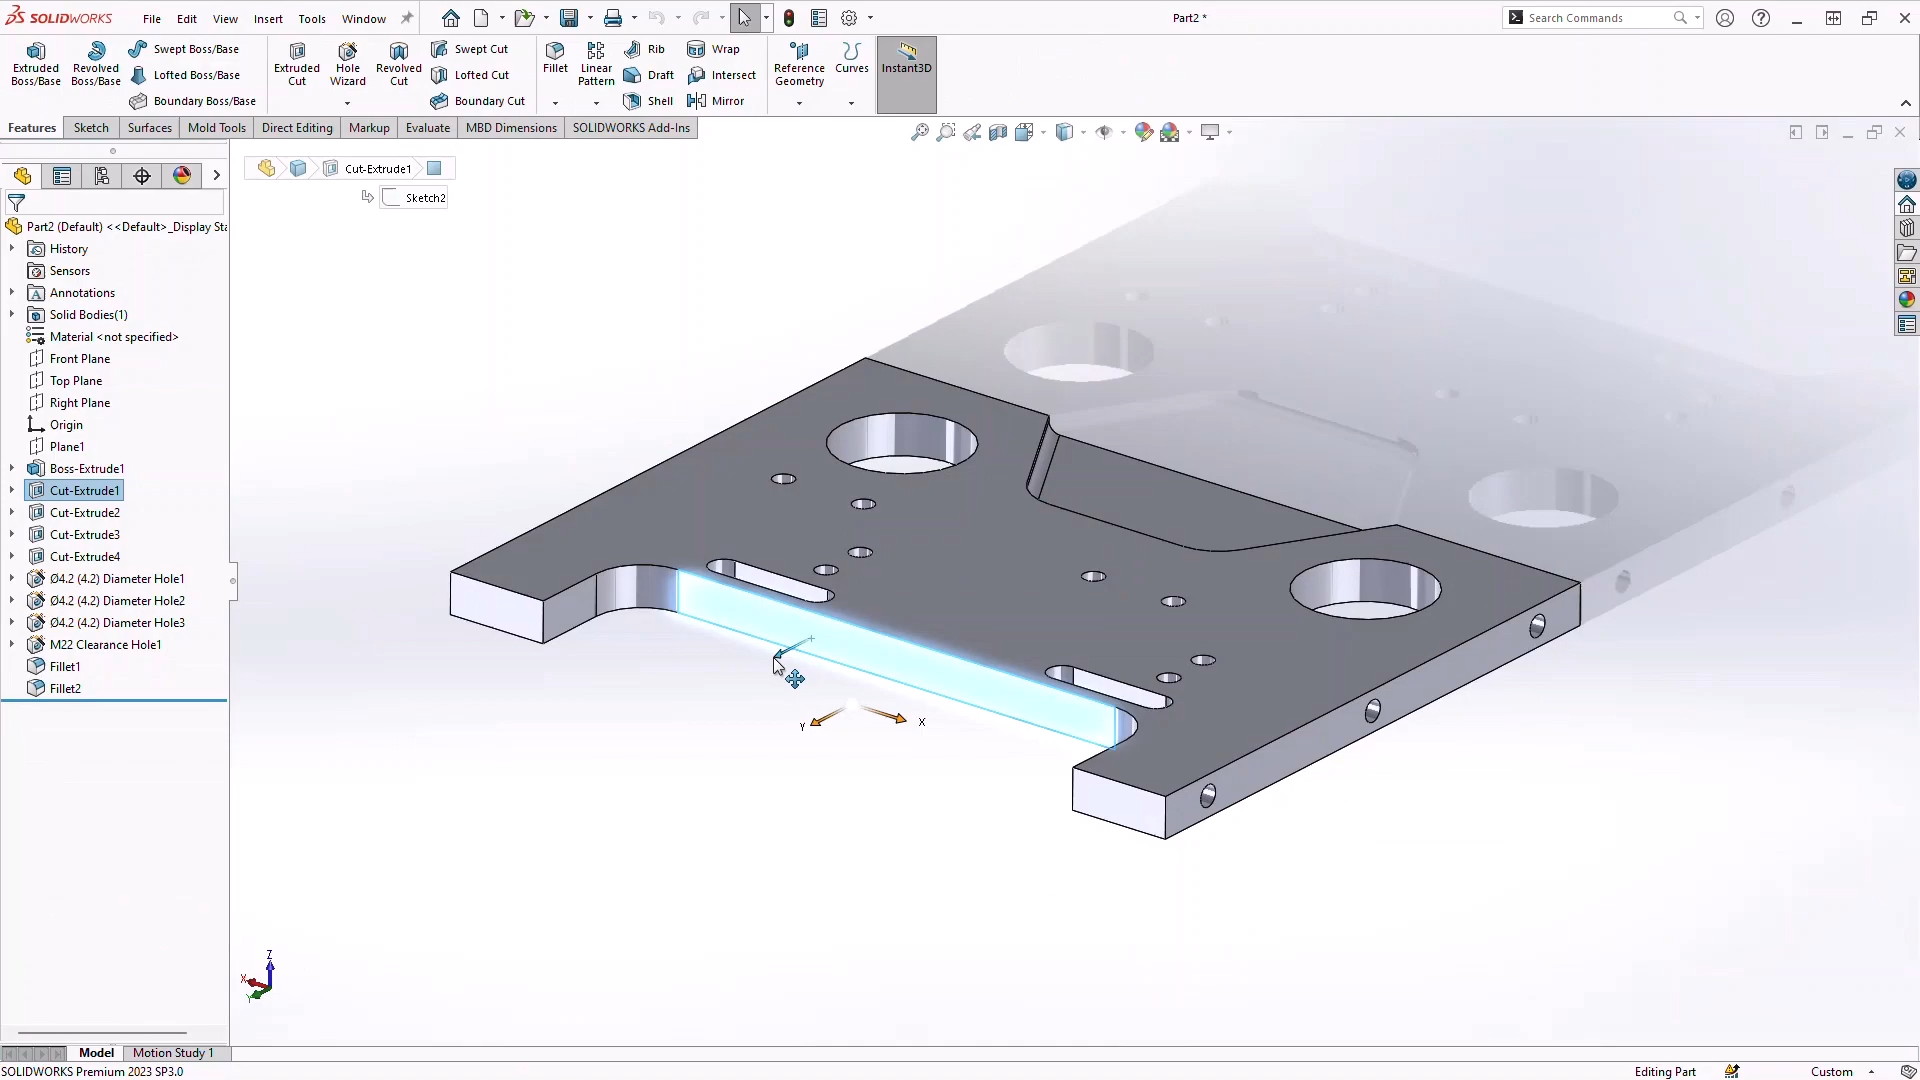 SOLIDWORKS
File Edit View Insert Tools Window
Part2 *
Search Commands
Extruded Boss/Base
Revolved Boss/Base
Swept Boss/Base
Lofted Boss/Base
Boundary Boss/Base
Extruded Cut
Hole Wizard
Revolved Cut
Swept Cut
Lofted Cut
Boundary Cut
Fillet
Linear Pattern
Rib
Draft
Shell
Wrap
Intersect
Mirror
Reference Geometry
Curves
Instant3D
Features Sketch Surfaces Mold Tools Direct Editing Markup Evaluate MBD Dimensions SOLIDWORKS Add-Ins
Cut-Extrude1
Sketch2
Part2 (Default) <<Default>_Display Sta
History
Sensors
Annotations
Solid Bodies(1)
Material <not specified>
Front Plane
Top Plane
Right Plane
Origin
Plane1
Boss-Extrude1
Cut-Extrude1
Cut-Extrude2
Cut-Extrude3
Cut-Extrude4
Ø4.2 (4.2) Diameter Hole1
Ø4.2 (4.2) Diameter Hole2
Ø4.2 (4.2) Diameter Hole3
M22 Clearance Hole1
Fillet1
Fillet2
Y X
Z
X
Y
Model Motion Study 1
SOLIDWORKS Premium 2023 SP3.0
Editing Part
Custom